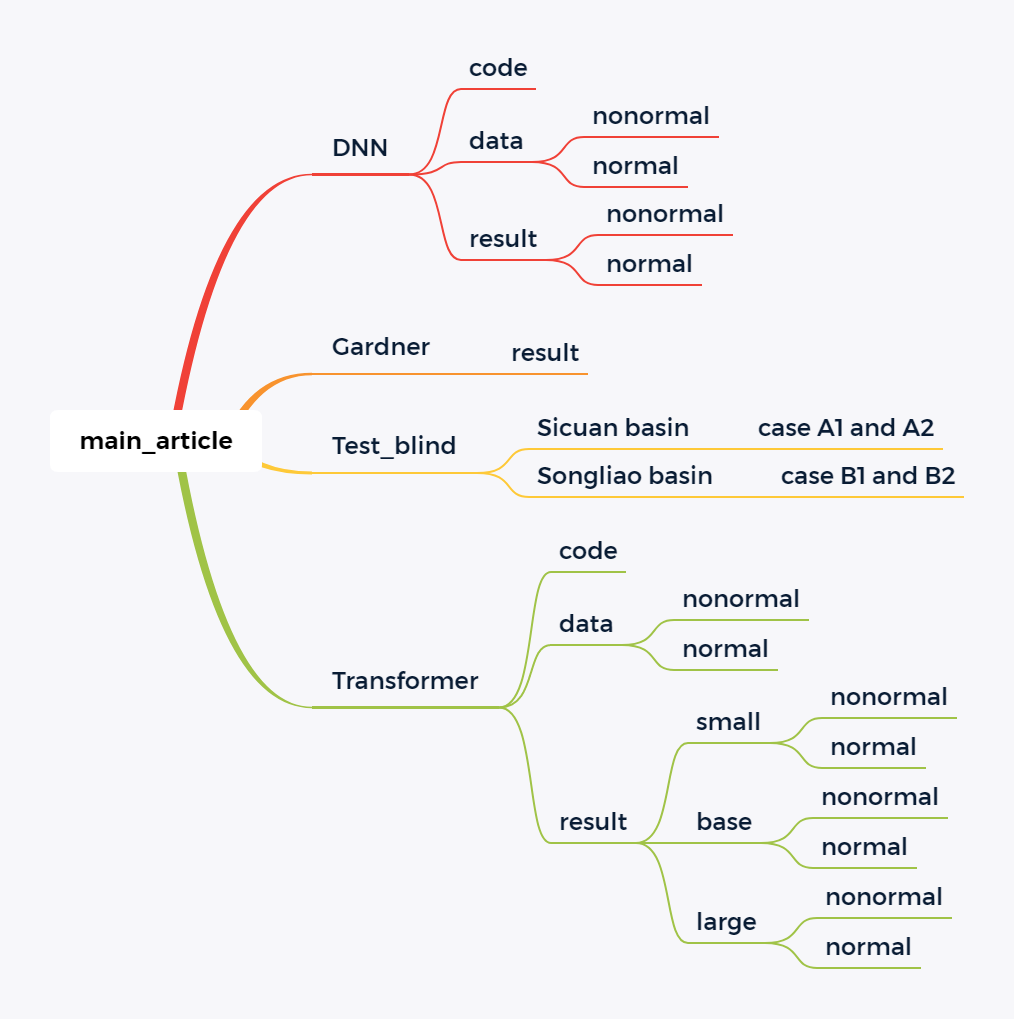 main_article
DNN
code
data
nonormal
normal
result
nonormal
normal
Gardner
result
Test_blind
Sicuan basin
case A1 and A2
Songliao basin
case B1 and B2
Transformer
code
data
nonormal
normal
result
small
nonormal
normal
base
nonormal
normal
large
nonormal
normal